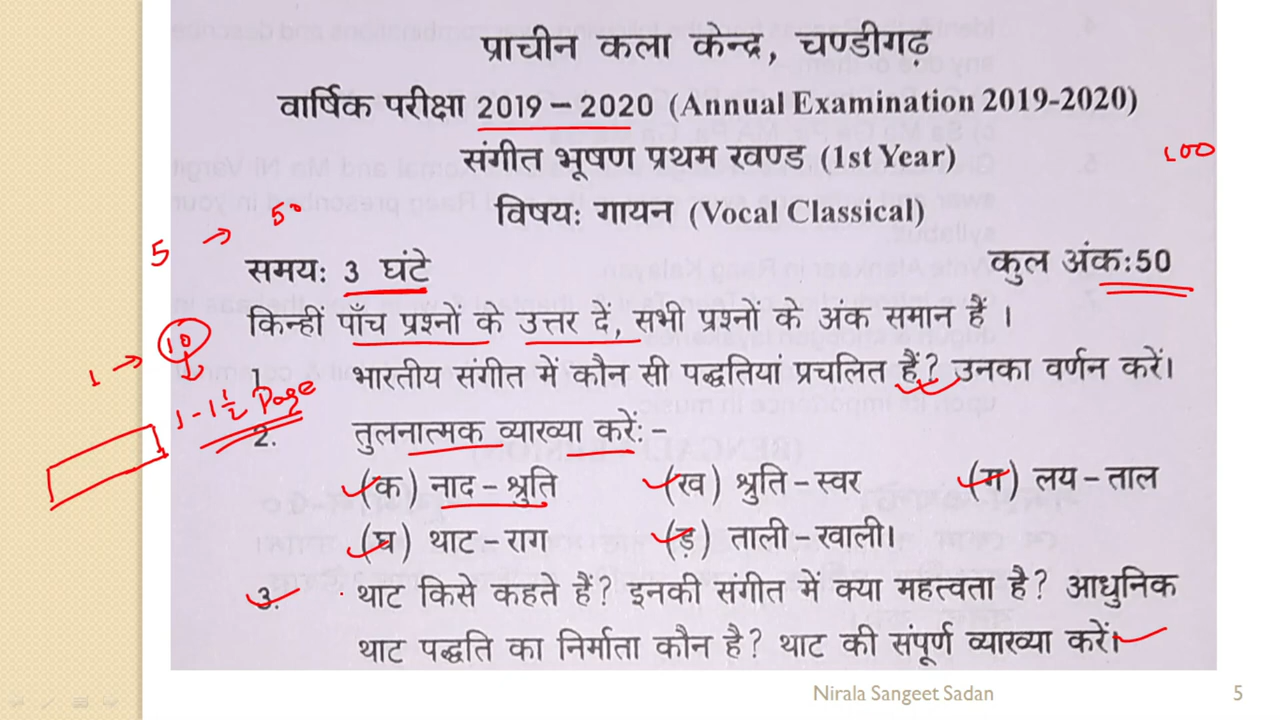 प्राचीन कला केन्द्र, चण्डीगढ़
वार्षिक परीक्षा 2019 – 2020 (Annual Examination 2019-2020)
संगीत भूषण प्रथम खण्ड (1st Year)
100
विषय: गायन (Vocal Classical)
5 → 50
समय: 3 घंटे
कुल अंक:50
किन्हीं पाँच प्रश्नों के उत्तर दे, सभी प्रश्नों के अंक समान हैं ।
1 → 10
1. भारतीय संगीत में कौन सी पद्धतियां प्रचलित हैं? उनका वर्णन करें।
1-1½ Page
2. तुलनात्मक व्याख्या करें:-
(क) नाद – श्रुति (ख) श्रुति – स्वर (ग) लय – ताल
(घ) थाट – राग (ड़) ताली – खाली।
3. थाट किसे कहते हैं? इनकी संगीत में क्या महत्वता है? आधुनिक
थाट पद्धति का निर्माता कौन है? थाट की संपूर्ण व्याख्या करें।
Nirala Sangeet Sadan
5